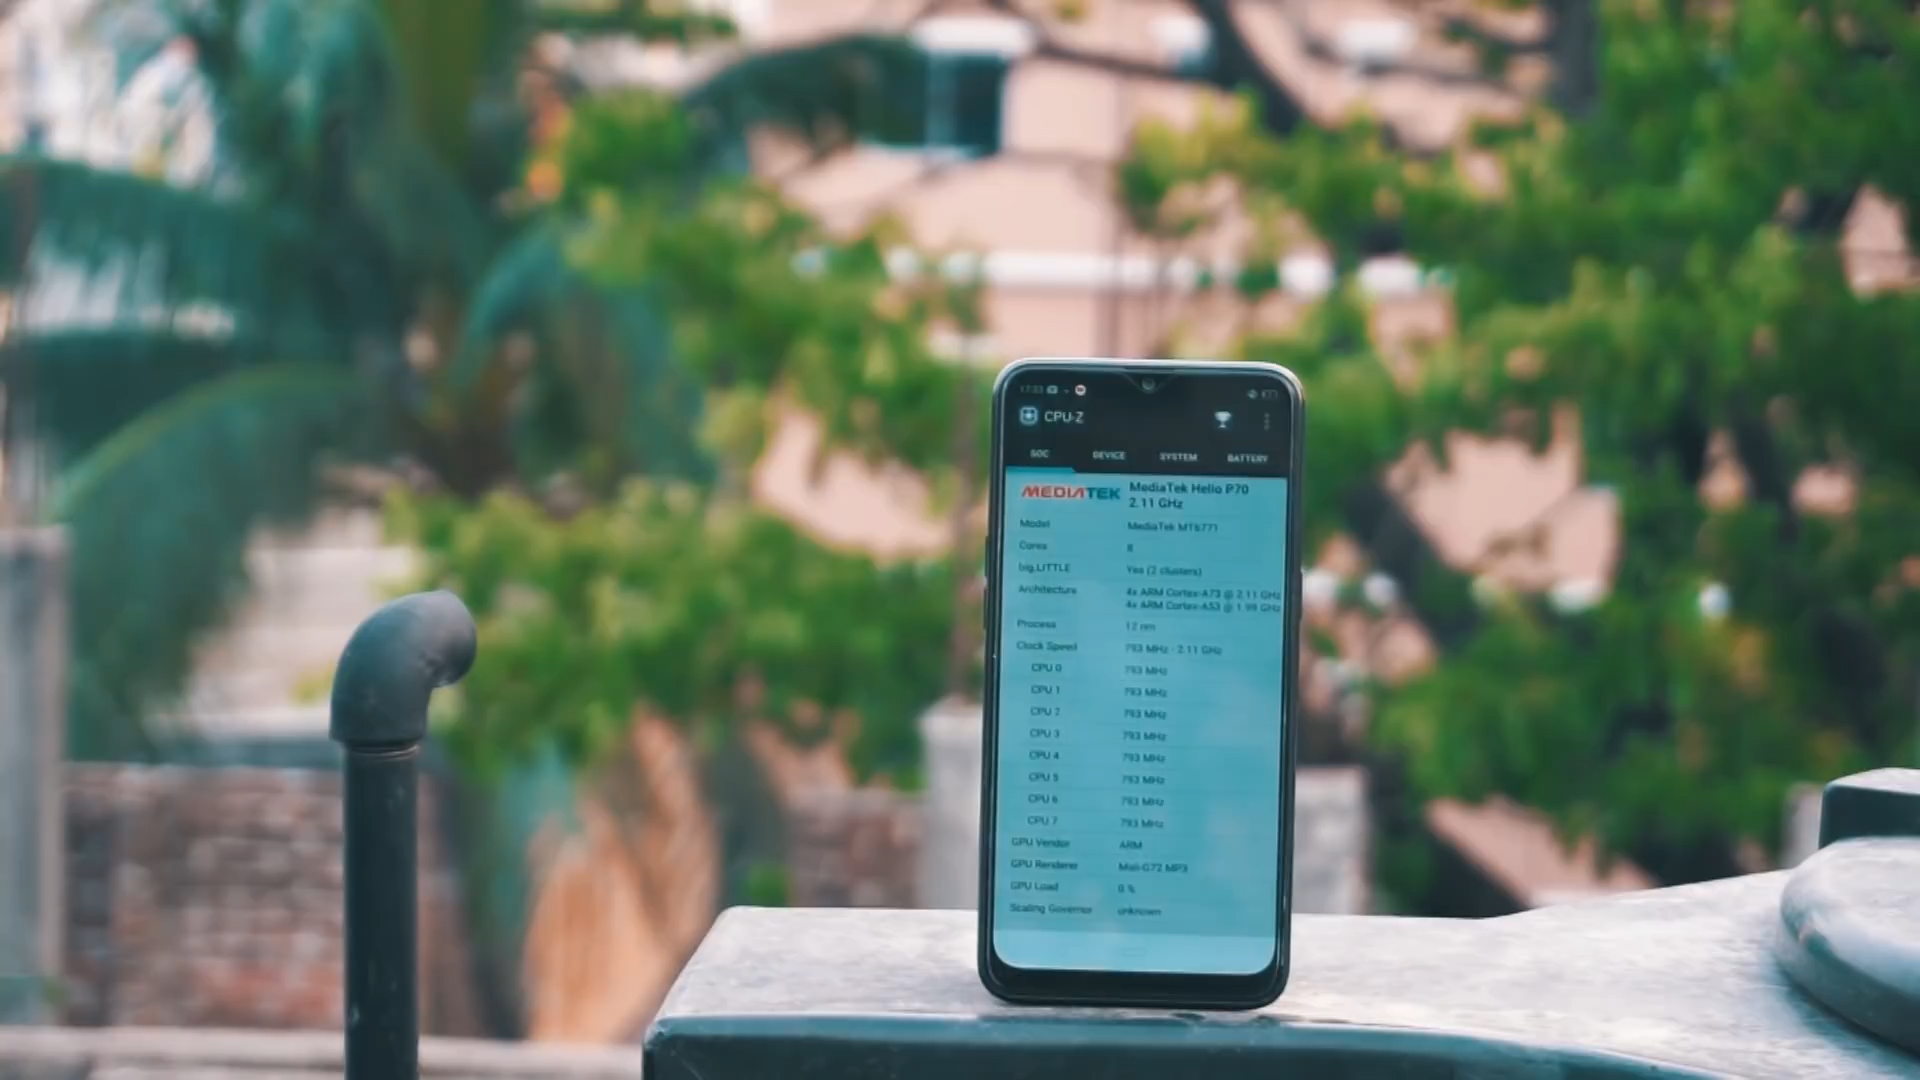 17:33
CPU-Z
SOC DEVICE SYSTEM BATTERY
MEDIATEK MediaTek Helio P70
2.11 GHz
Model MediaTek MT6771
Cores 8
big.LITTLE Yes (2 clusters)
Architecture 4x ARM Cortex-A73 @ 2.11 GHz
4x ARM Cortex-A53 @ 1.99 GHz
Process 12 nm
Clock Speed 793 MHz - 2.11 GHz
CPU 0 793 MHz
CPU 1 793 MHz
CPU 2 793 MHz
CPU 3 793 MHz
CPU 4 793 MHz
CPU 5 793 MHz
CPU 6 793 MHz
CPU 7 793 MHz
GPU Vendor ARM
GPU Renderer Mali-G72 MP3
GPU Load 0 %
Scaling Governor unknown